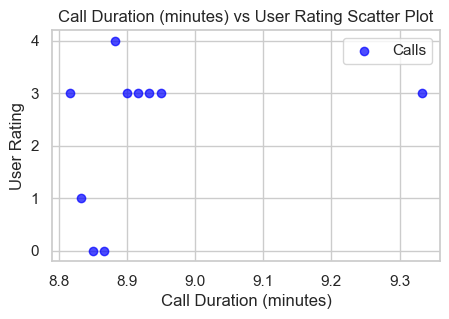 Call Duration (minutes) vs User Rating Scatter Plot
Calls
User Rating
4
3
2
1
0
8.8 8.9 9.0 9.1 9.2 9.3
Call Duration (minutes)